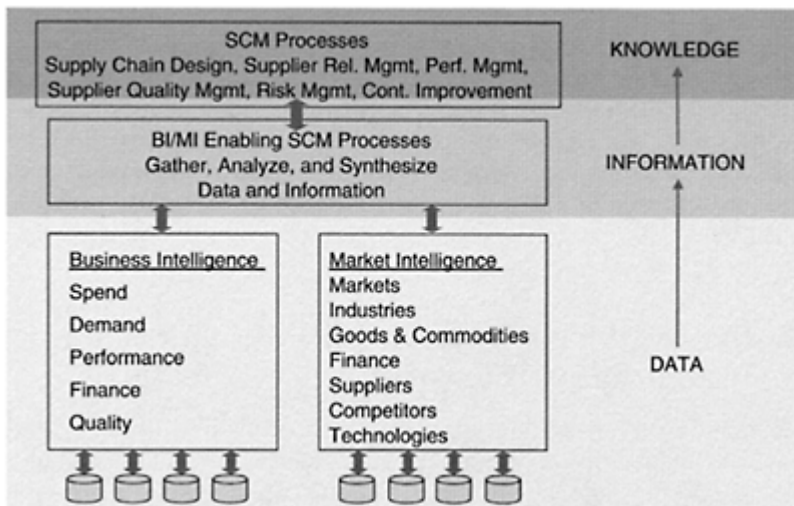 SCM Processes
Supply Chain Design, Supplier Rel. Mgmt, Perf. Mgmt,
Supplier Quality Mgmt, Risk Mgmt, Cont. Improvement
KNOWLEDGE
BI/MI Enabling SCM Processes
Gather, Analyze, and Synthesize
Data and Information
INFORMATION
Business Intelligence
Spend
Demand
Performance
Finance
Quality
Market Intelligence
Markets
Industries
Goods & Commodities
Finance
Suppliers
Competitors
Technologies
DATA